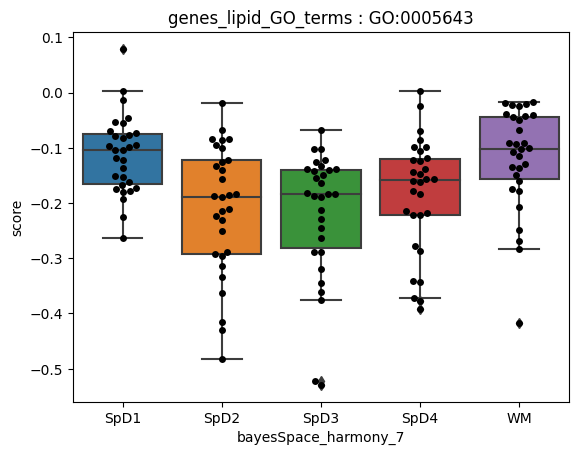 genes_lipid_GO_terms : GO:0005643
0.1
0.0
−0.1
−0.2
−0.3
−0.4
−0.5
score
SpD1 SpD2 SpD3 SpD4 WM
bayesSpace_harmony_7